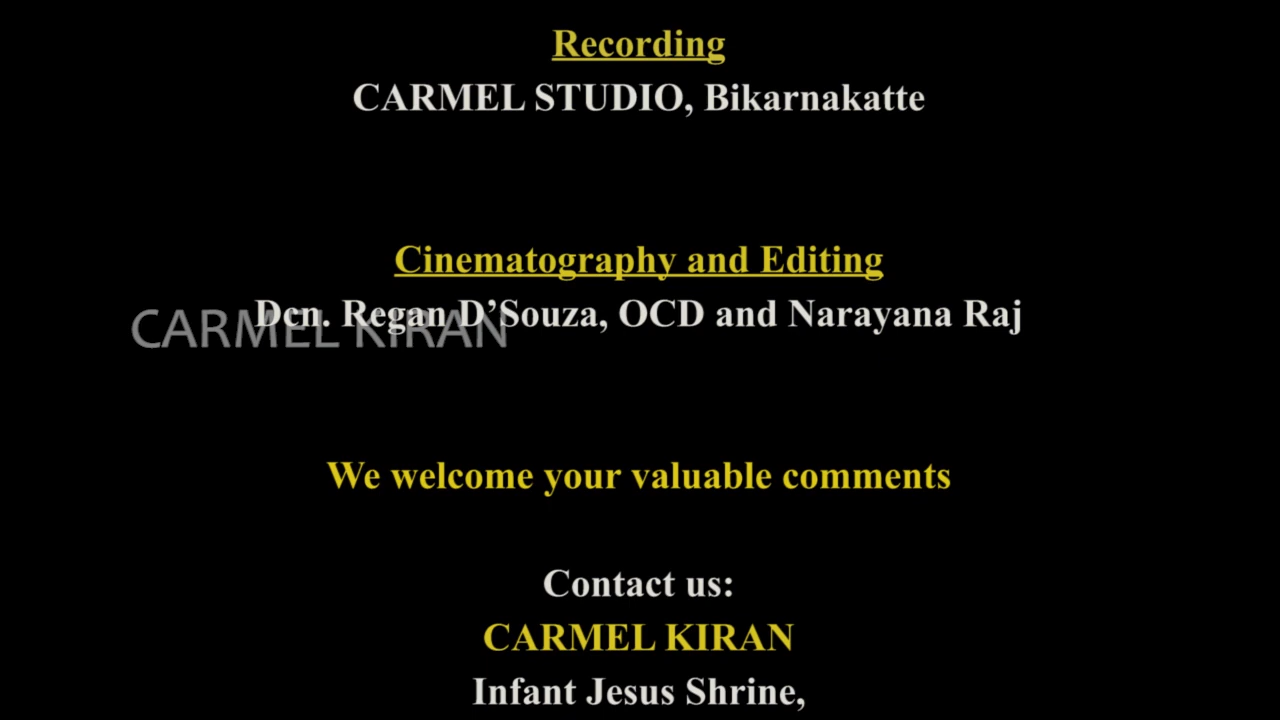 Recording
CARMEL STUDIO, Bikarnakatte
Cinematography and Editing
Dcn. Regan D’Souza, OCD and Narayana Raj
CARMEL KIRAN
We welcome your valuable comments
Contact us:
CARMEL KIRAN
Infant Jesus Shrine,